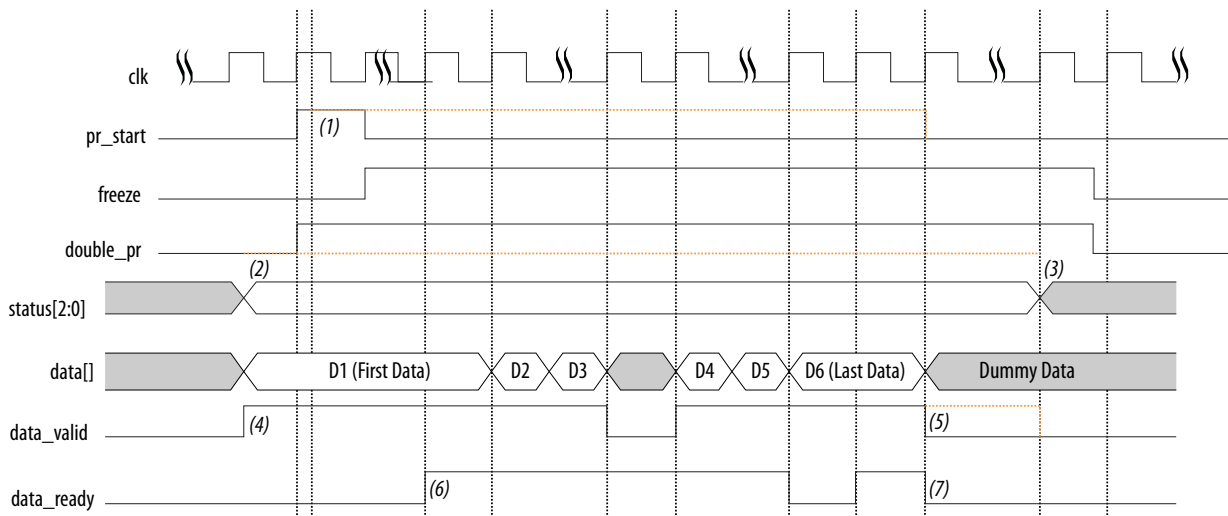 clk
pr_start
(1)
freeze
double_pr
(2)
(3)
status[2:0]
data[]
D1 (First Data)
D2
D3
D4
D5
D6 (Last Data)
Dummy Data
data_valid
(4)
(5)
data_ready
(6)
(7)